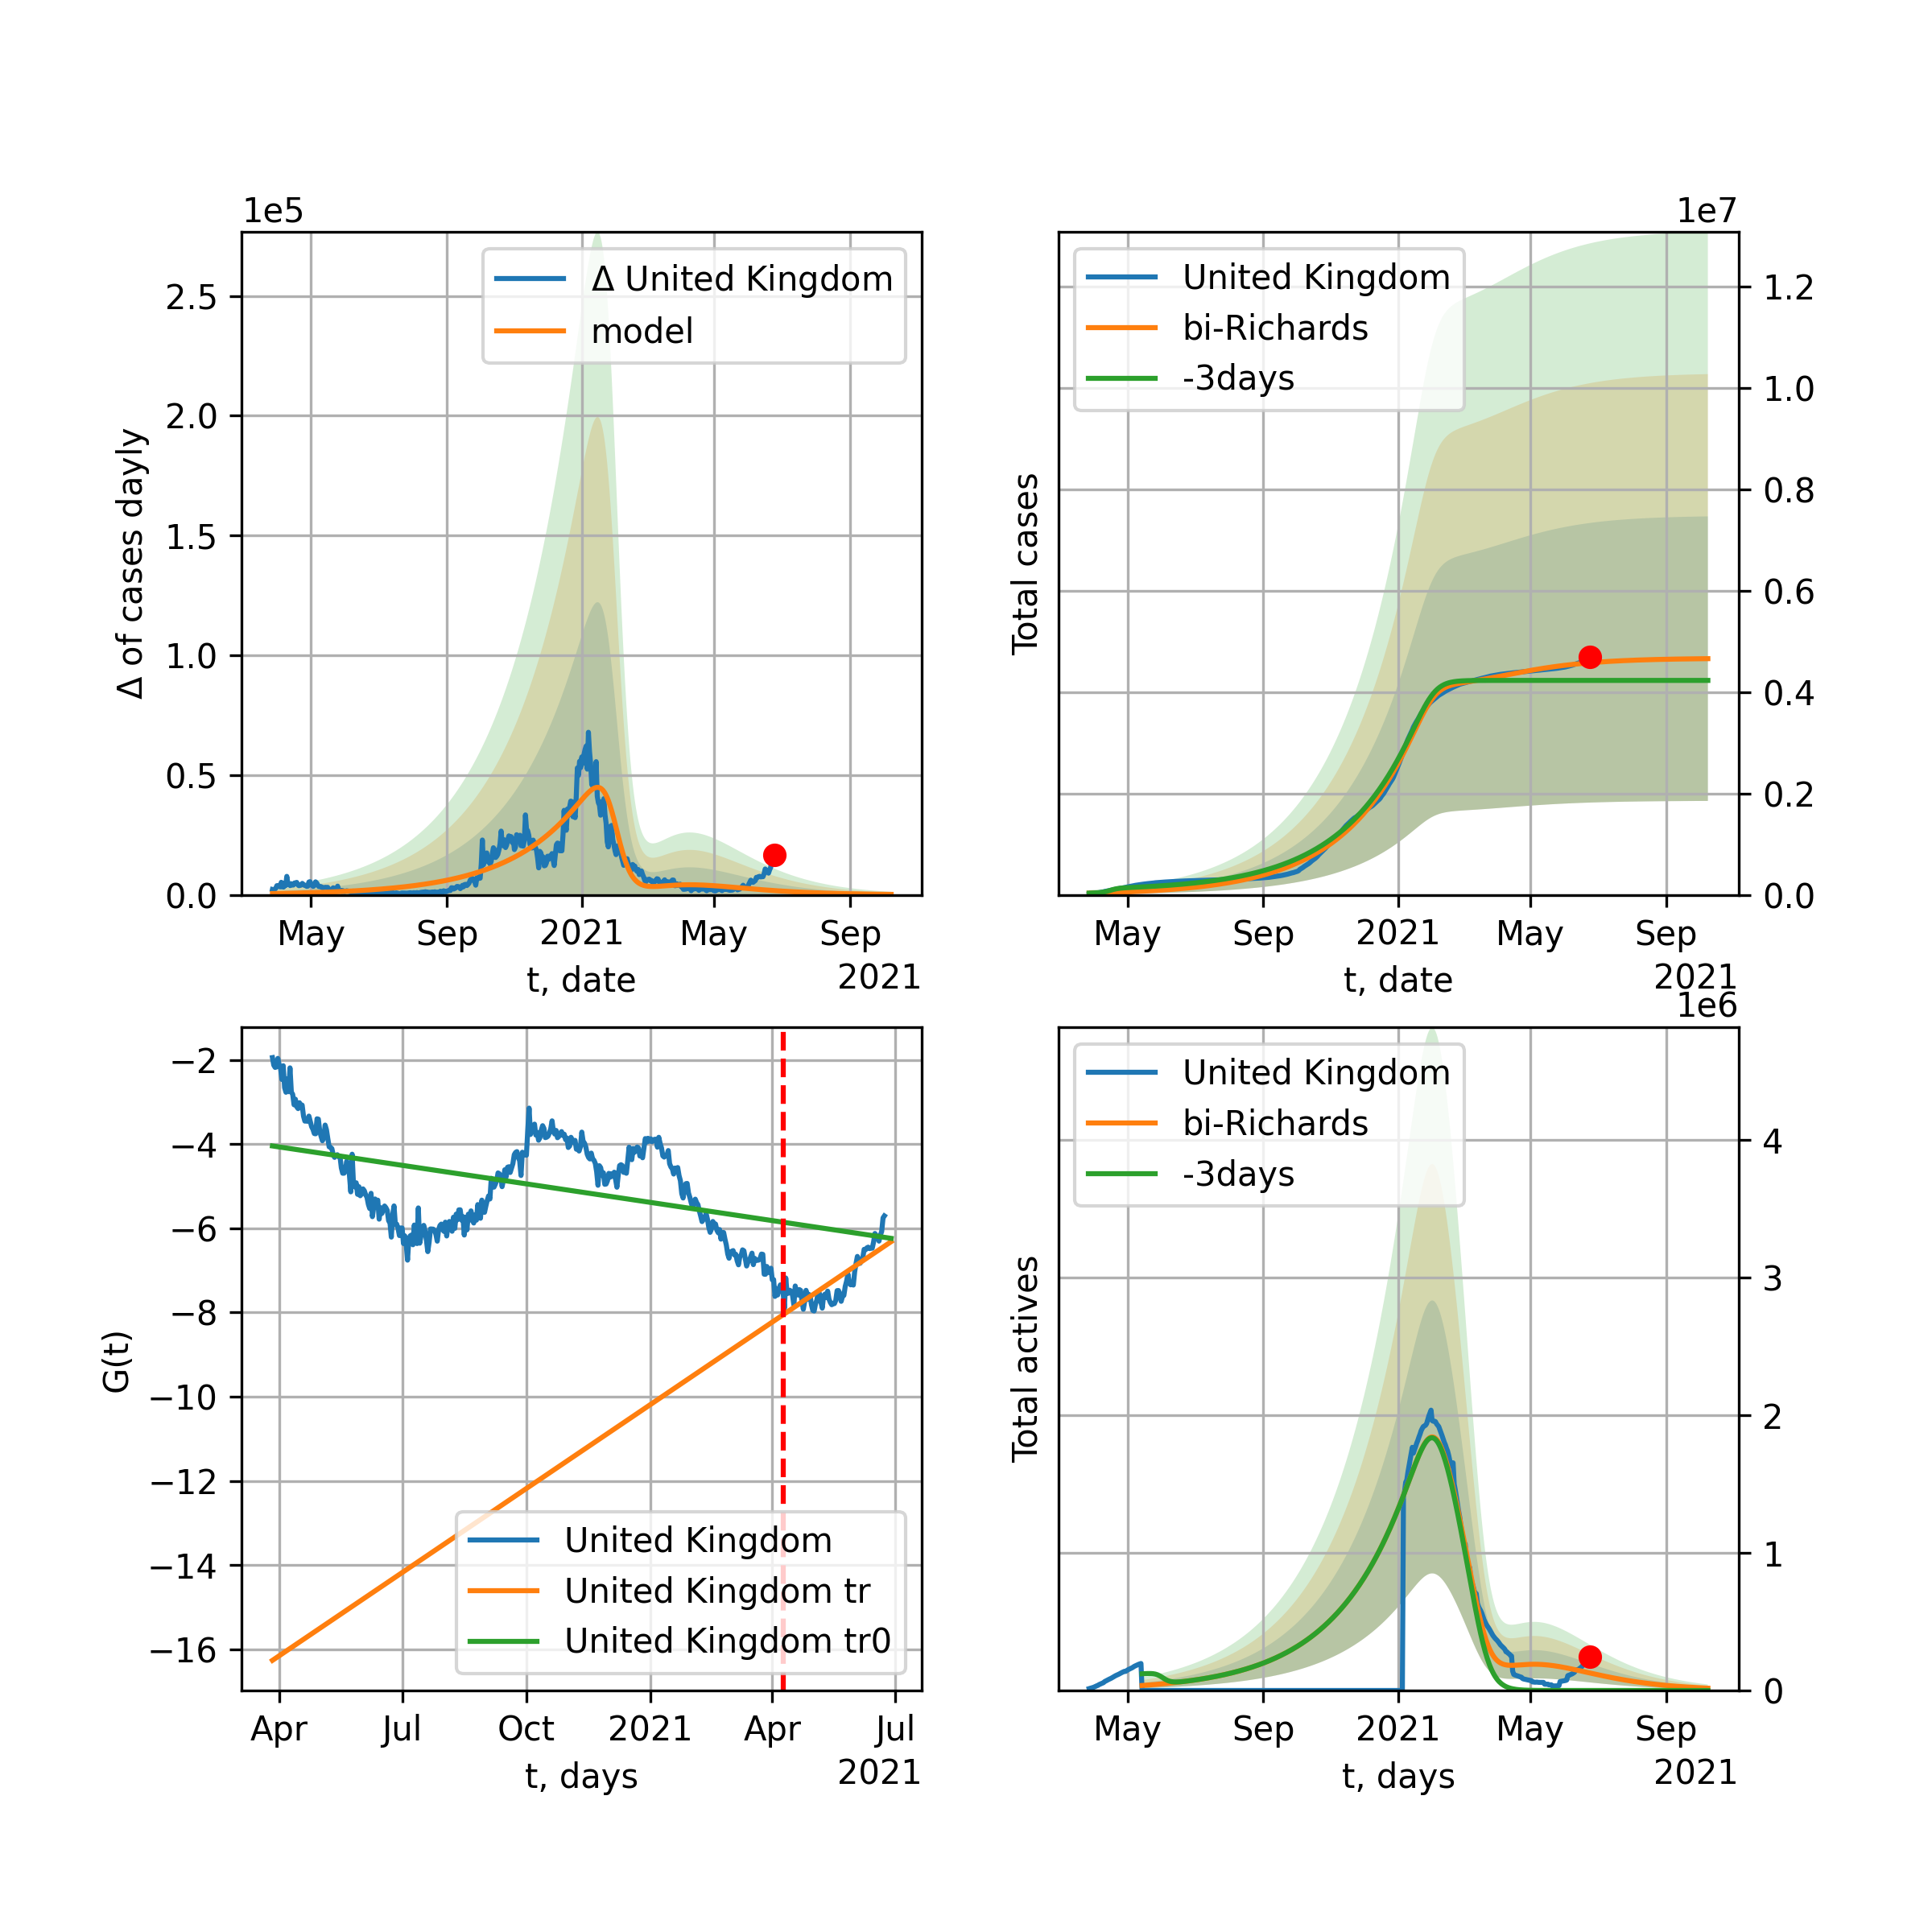 1e5
Δ United Kingdom
model
2.5
2.0
1.5
1.0
0.5
0.0
Δ of cases dayly
May Sep 2021 May Sep
t, date
2021
1e7
United Kingdom
bi-Richards
-3days
1.2
1.0
0.8
0.6
0.4
0.2
0.0
Total cases
May Sep 2021 May Sep
t, date
2021
−2
−4
−6
−8
−10
−12
−14
−16
G(t)
United Kingdom
United Kingdom tr
United Kingdom tr0
Apr Jul Oct 2021 Apr Jul
t, days
2021
1e6
United Kingdom
bi-Richards
-3days
4
3
2
1
0
Total actives
May Sep 2021 May Sep
t, days
2021